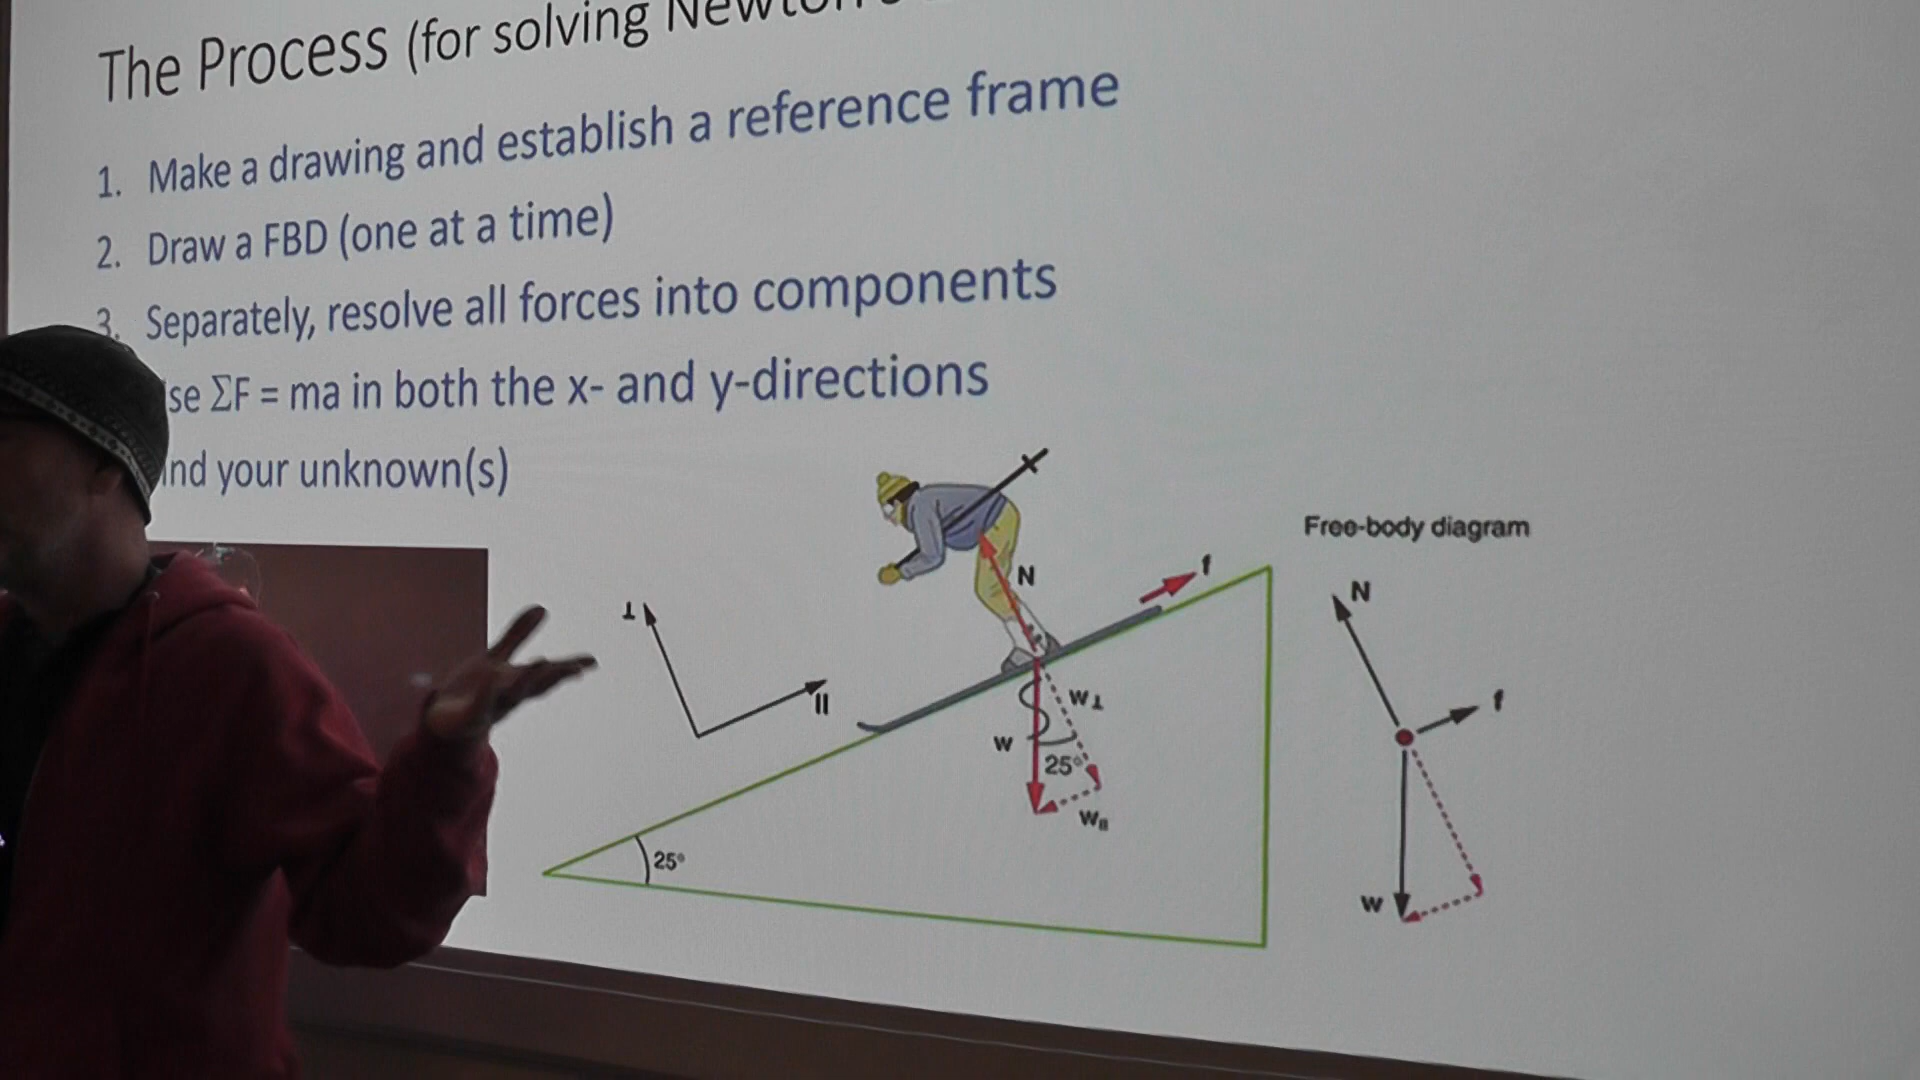 The Process (for solving
1. Make a drawing and establish a reference frame
2. Draw a FBD (one at a time)
3. Separately, resolve all forces into components
se ΣF = ma in both the x- and y-directions
nd your unknown(s)
Free-body diagram
⊥
||
N
f
w
w⊥
25°
w||
25°
N
f
w